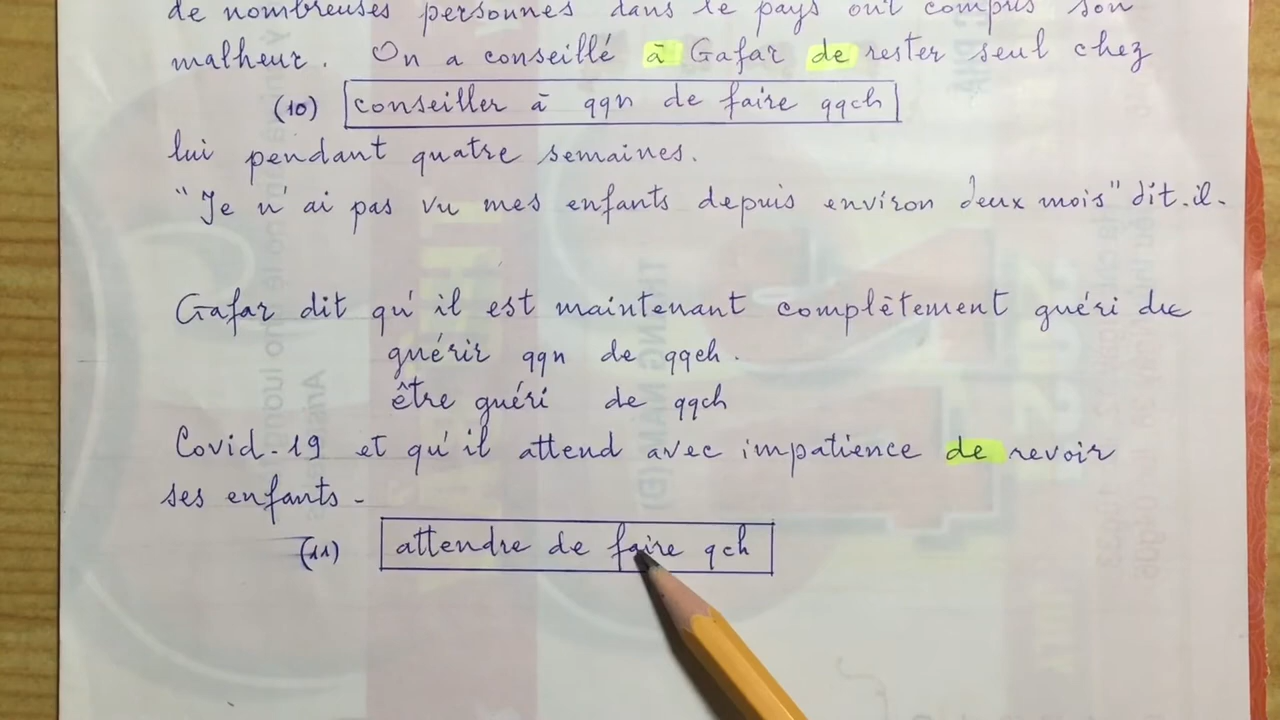 de nombreuses personnes dans le pays ont compris son
malheur. On a conseillé à Gafar de rester seul chez
(10) conseiller à qqn de faire qqch
lui pendant quatre semaines.
"Je n'ai pas vu mes enfants depuis environ deux mois" dit-il.
Gafar dit qu'il est maintenant complètement guéri du
guérir qqn de qqch.
être guéri de qqch
Covid-19 et qu'il attend avec impatience de revoir
ses enfants.
(11) attendre de faire qch